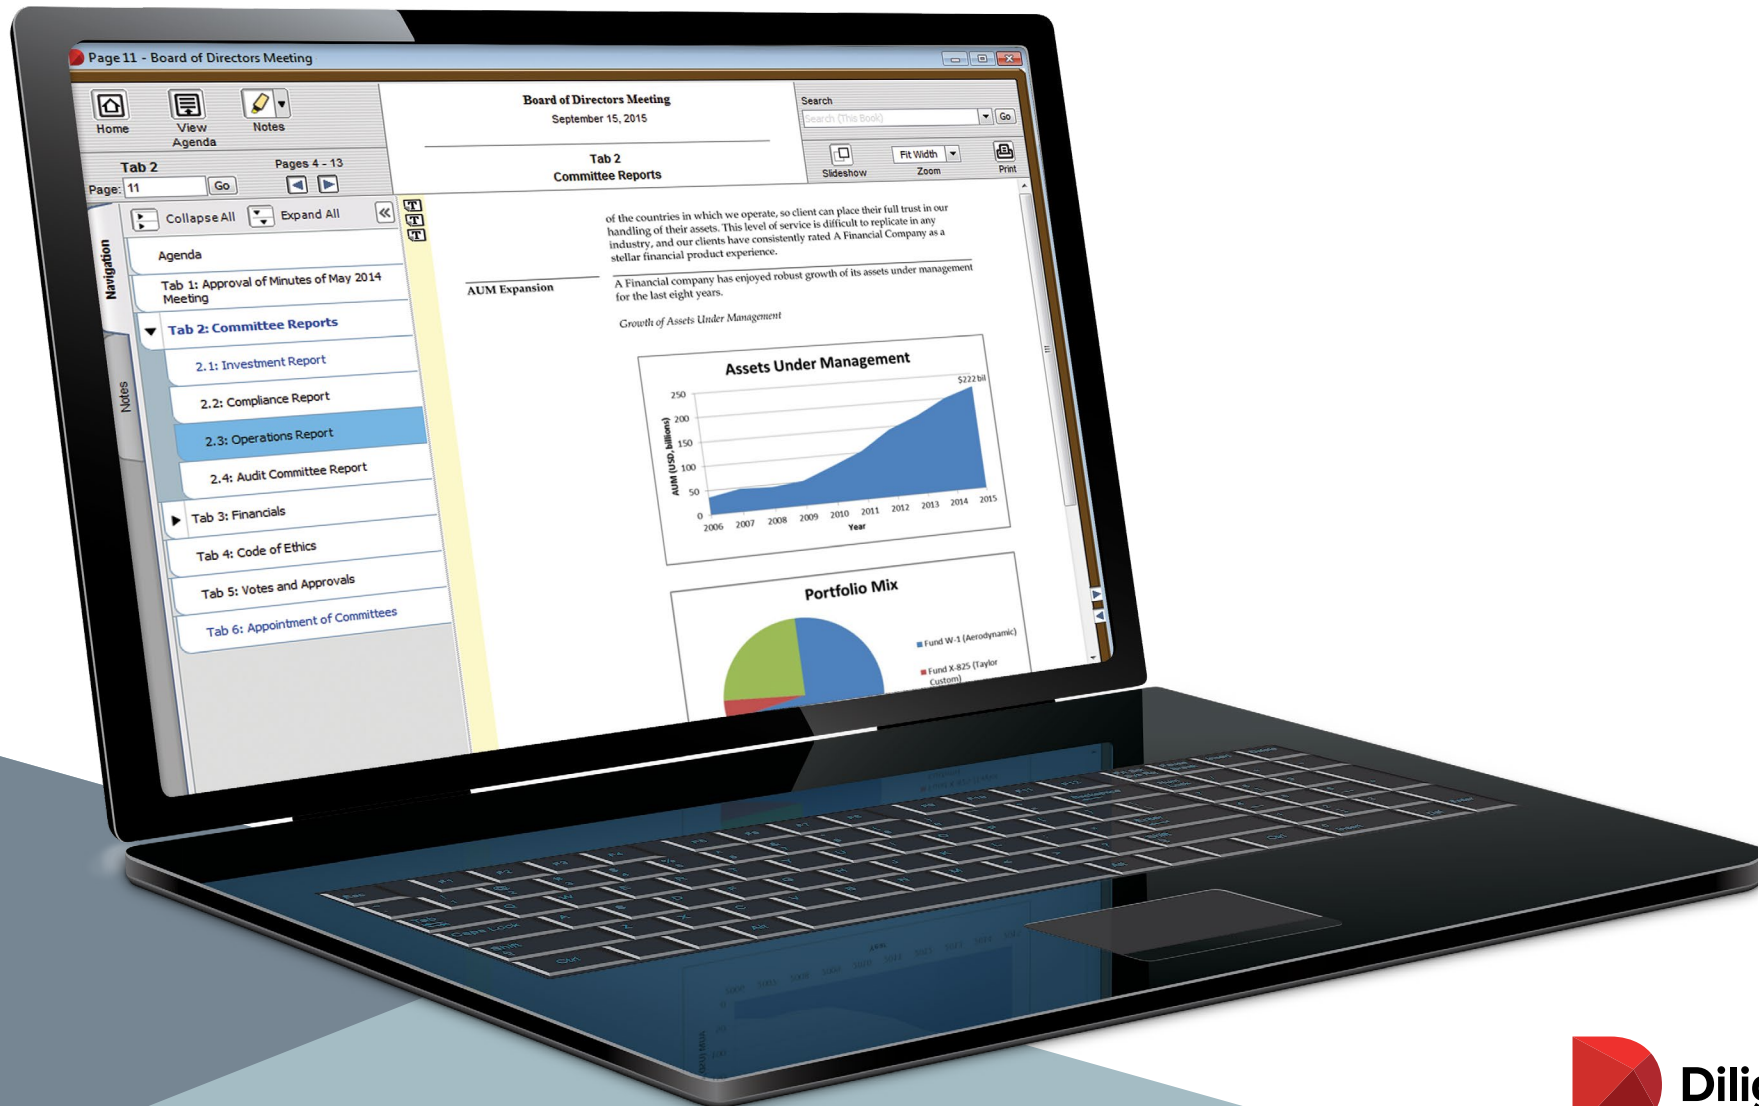 Page 11 - Board of Directors Meeting
Home
View
Agenda
Notes
Board of Directors Meeting
September 15, 2015
Search
Search (This Book)
Go
Tab 2
Pages 4 - 13
Page: 11
Go
Tab 2
Committee Reports
Slideshow
Fit Width
Zoom
Print
Navigation
Notes
Collapse All
Expand All
Agenda
Tab 1: Approval of Minutes of May 2014
Meeting
Tab 2: Committee Reports
2.1: Investment Report
2.2: Compliance Report
2.3: Operations Report
2.4: Audit Committee Report
Tab 3: Financials
Tab 4: Code of Ethics
Tab 5: Votes and Approvals
Tab 6: Appointment of Committees
T
T
T
of the countries in which we operate, so client can place their full trust in our
handling of their assets. This level of service is difficult to replicate in any
industry, and our clients have consistently rated A Financial Company as a
stellar financial product experience.
AUM Expansion
A Financial company has enjoyed robust growth of its assets under management
for the last eight years.
Growth of Assets Under Management
Assets Under Management
$222 bil
250
200
150
100
50
0
AUM (USD, billions)
2006 2007 2008 2009 2010 2011 2012 2013 2014 2015
Year
Portfolio Mix
Fund W-1 (Aerodynamic)
Fund X-825 (Taylor
Custom)
Caps Lock
Shift
Ctrl
Alt
Dilig